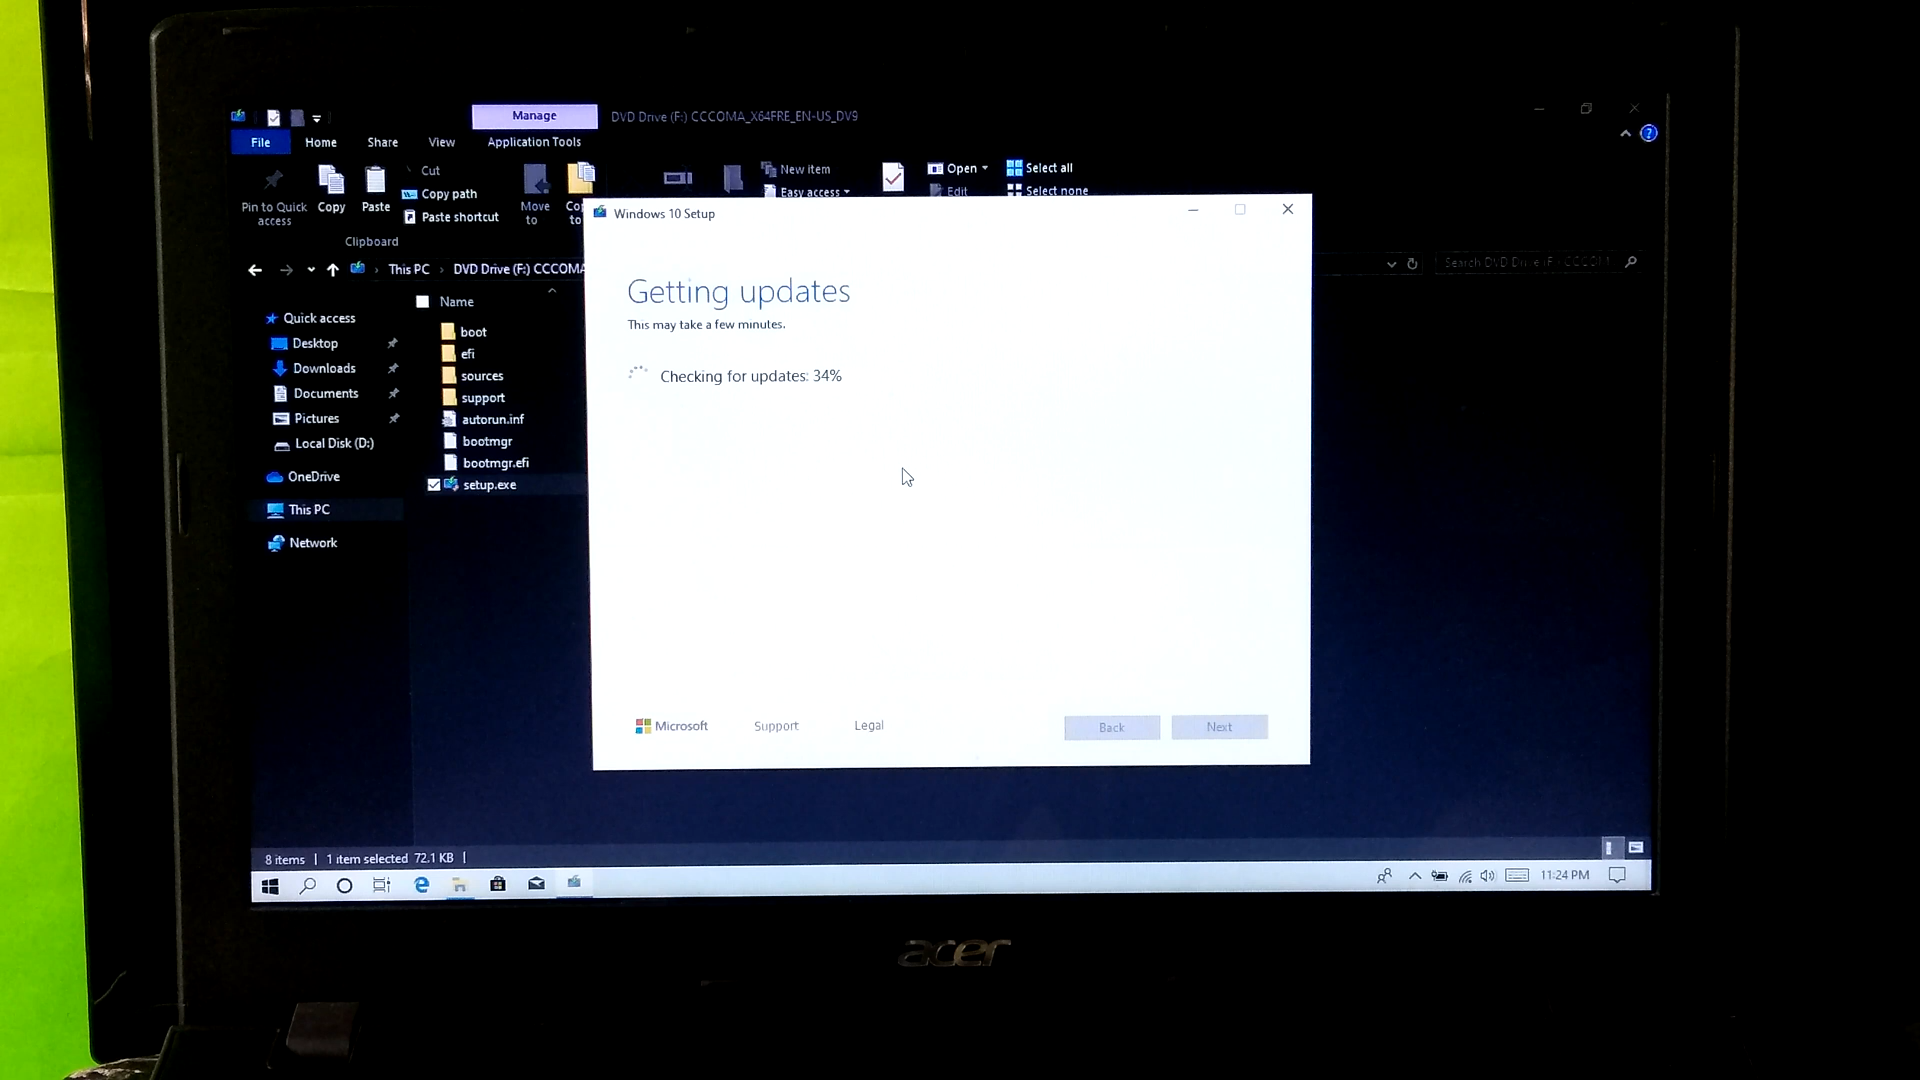 Manage
DVD Drive (F:) CCCOMA_X64FRE_EN-US_DV9
File
Home
Share
View
Application Tools
Pin to Quick access
Copy
Paste
Cut
Copy path
Paste shortcut
Clipboard
Move to
to
New item
Easy access
Open
Edit
Select all
Select none
This PC
DVD Drive (F:) CCCOMA
Name
Quick access
Desktop
Downloads
Documents
Pictures
Local Disk (D:)
OneDrive
This PC
Network
boot
efi
sources
support
autorun.inf
bootmgr
bootmgr.efi
setup.exe
Windows 10 Setup
Getting updates
This may take a few minutes.
Checking for updates: 34%
Microsoft
Support
Legal
Back
Next
8 items
1 item selected 72.1 KB
11:24 PM
acer